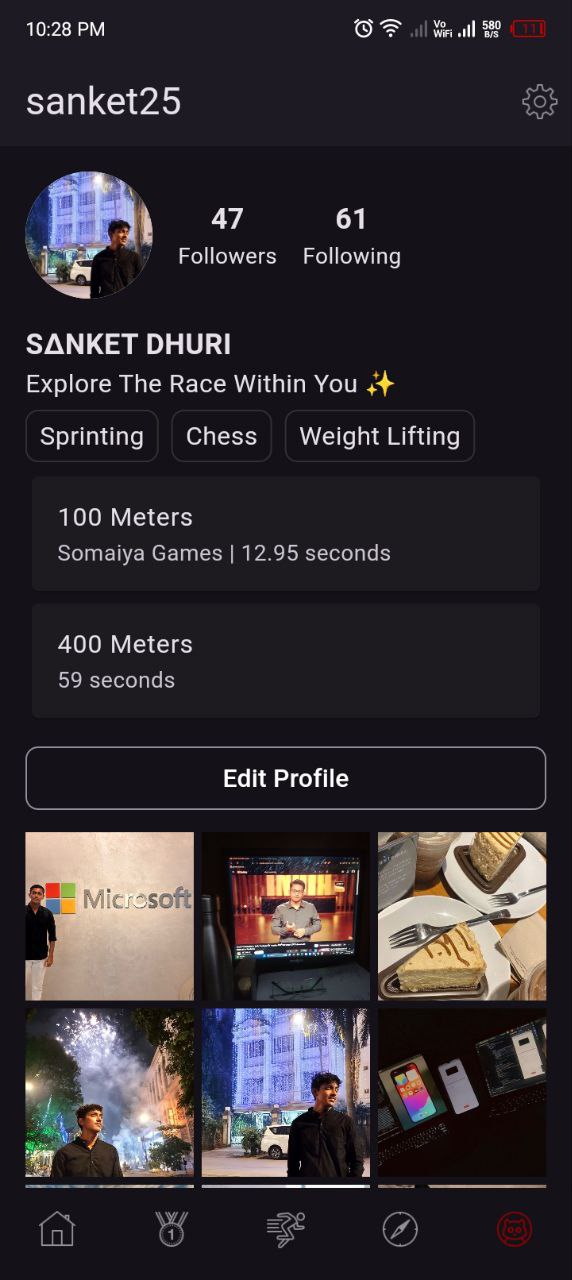 10:28 PM
Vo
WiFi
580
B/S
11
sanket25
47
61
Followers
Following
SΔNKET DHURI
Explore The Race Within You ✨
Sprinting
Chess
Weight Lifting
100 Meters
Somaiya Games | 12.95 seconds
400 Meters
59 seconds
Edit Profile
Microsoft
1